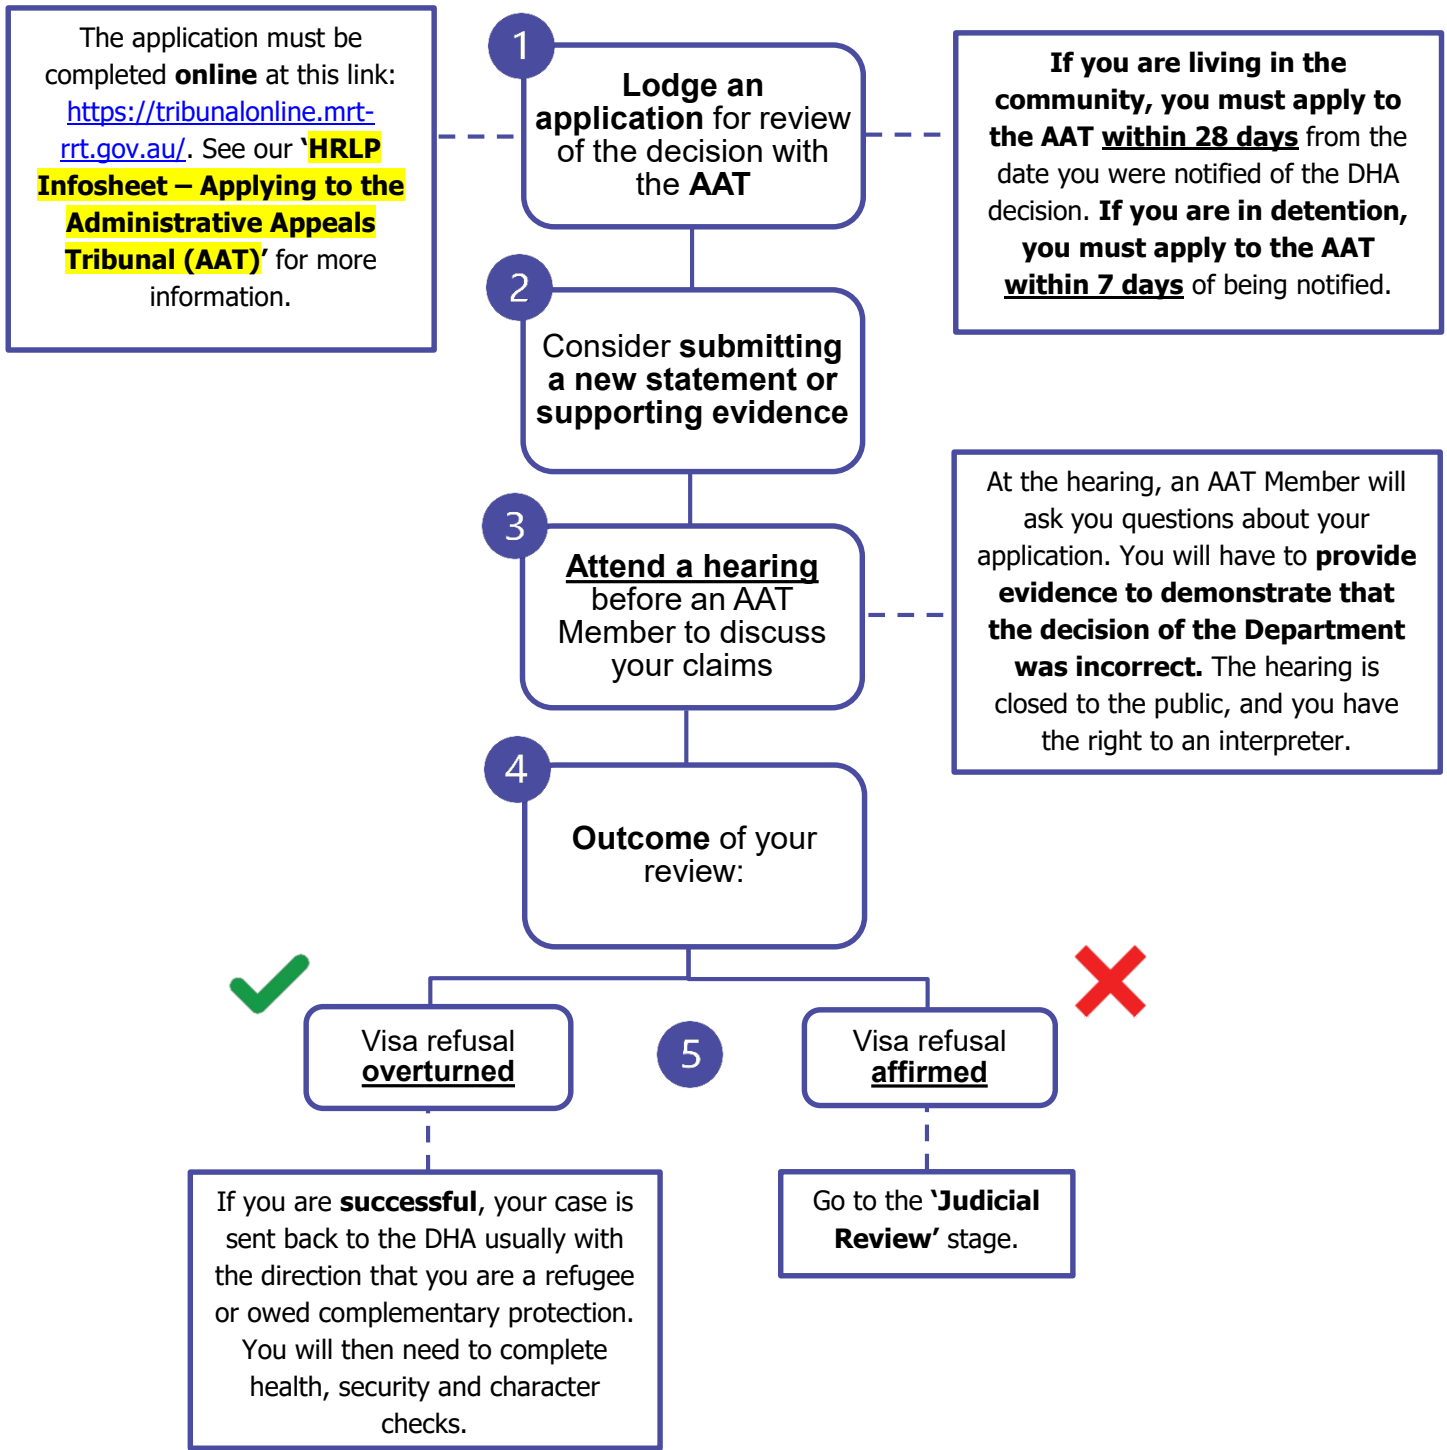 The application must be
completed online at this link:
https://tribunalonline.mrt-
rrt.gov.au/. See our ‘HRLP
Infosheet – Applying to the
Administrative Appeals
Tribunal (AAT)’ for more
information.
1
Lodge an
application for review
of the decision with
the AAT
If you are living in the
community, you must apply to
the AAT within 28 days from the
date you were notified of the DHA
decision. If you are in detention,
you must apply to the AAT
within 7 days of being notified.
2
Consider submitting
a new statement or
supporting evidence
3
Attend a hearing
before an AAT
Member to discuss
your claims
At the hearing, an AAT Member will
ask you questions about your
application. You will have to provide
evidence to demonstrate that
the decision of the Department
was incorrect. The hearing is
closed to the public, and you have
the right to an interpreter.
4
Outcome of your
review:
Visa refusal
overturned
5
Visa refusal
affirmed
If you are successful, your case is
sent back to the DHA usually with
the direction that you are a refugee
or owed complementary protection.
You will then need to complete
health, security and character
checks.
Go to the ‘Judicial
Review’ stage.